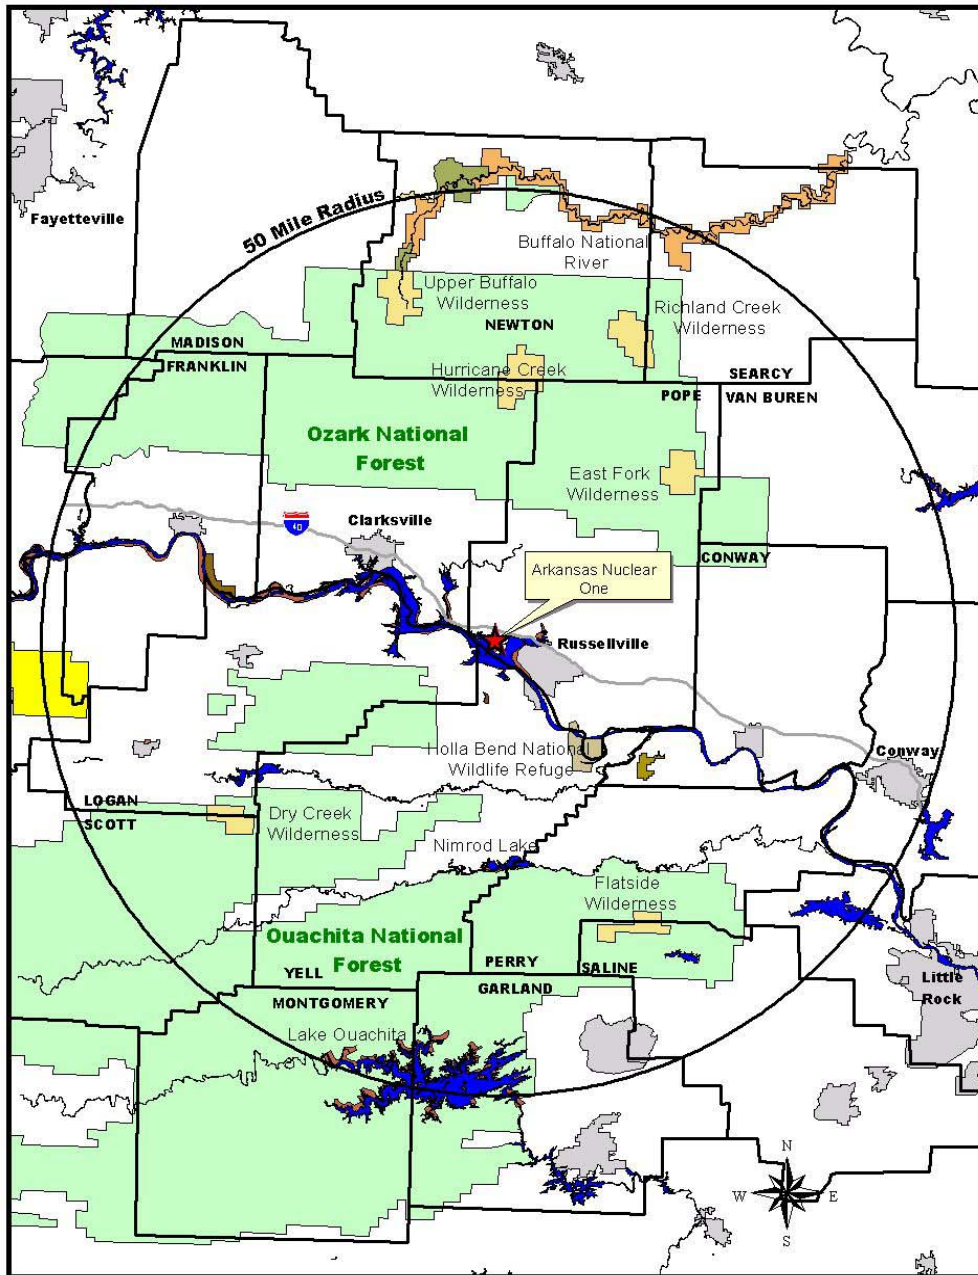 Fayetteville
50 Mile Radius
Buffalo National
River
Upper Buffalo
Wilderness
NEWTON
Richland Creek
Wilderness
MADISON
FRANKLIN
Hurricane Creek
Wilderness
SEARCY
POPE
VAN BUREN
Ozark National
Forest
East Fork
Wilderness
40
Clarksville
CONWAY
Arkansas Nuclear
One
Russellville
Holla Bend National
Wildlife Refuge
Conway
LOGAN
SCOTT
Dry Creek
Wilderness
Nimrod Lake
Flatside
Wilderness
Ouachita National
Forest
YELL
PERRY
SALINE
GARLAND
MONTGOMERY
Little
Rock
Lake Ouachita
N
W
E
S